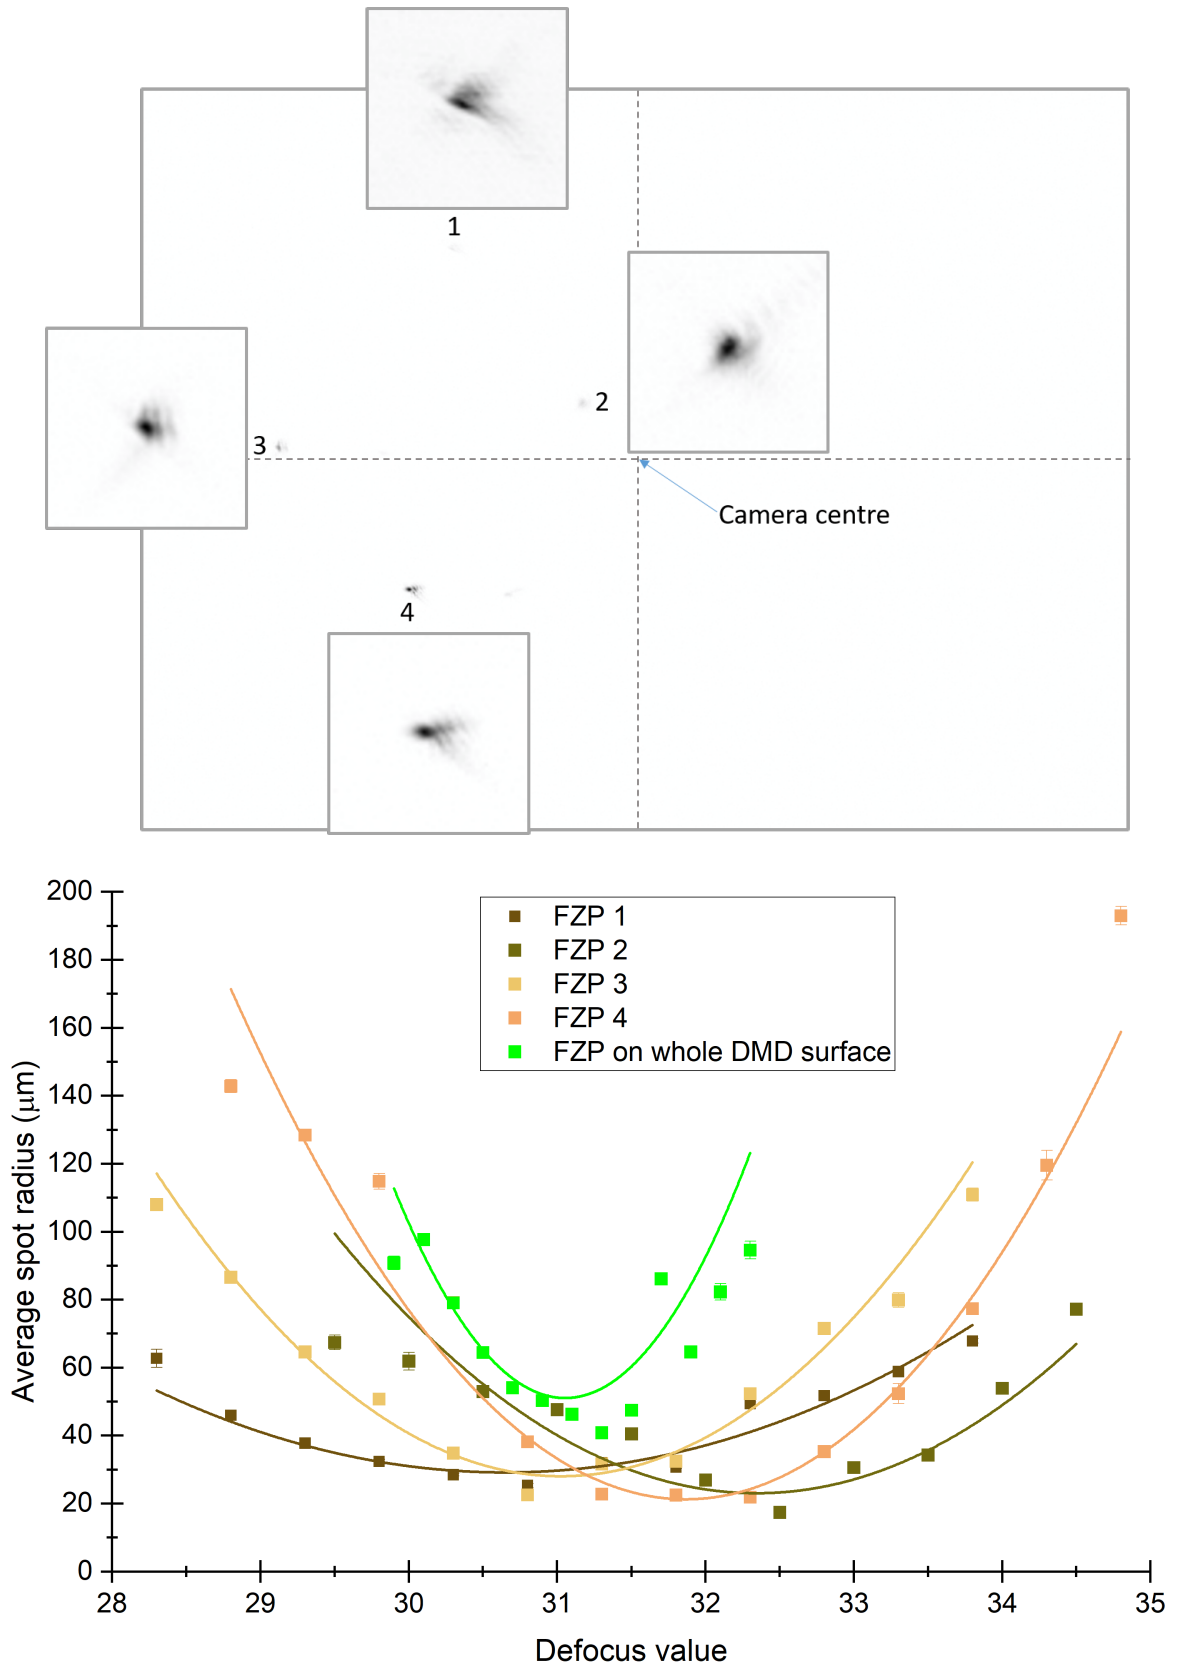 1
2
3
Camera centre
4
200
180
160
140
120
100
80
60
40
20
0
Average spot radius (μm)
FZP 1
FZP 2
FZP 3
FZP 4
FZP on whole DMD surface
28 29 30 31 32 33 34 35
Defocus value